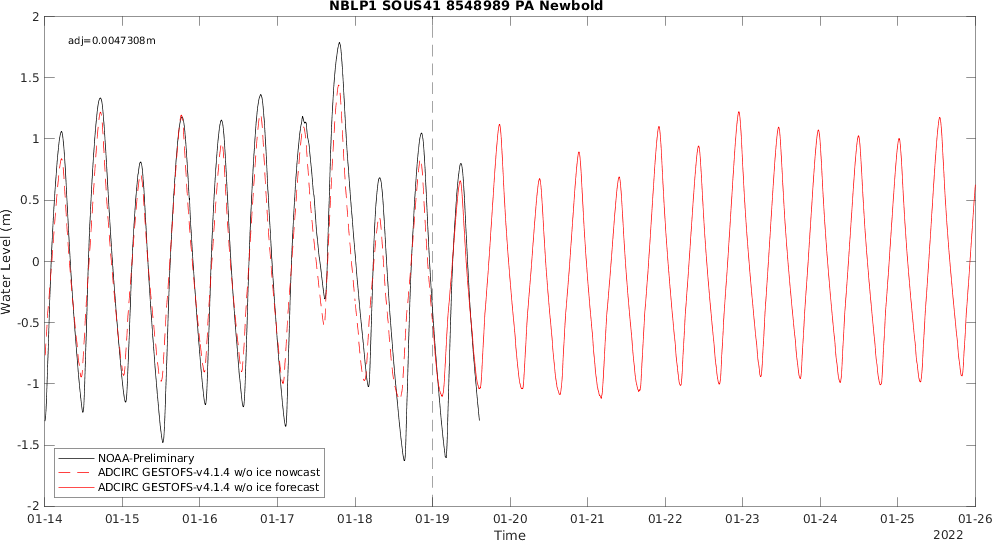 NBLP1 SOUS41 8548989 PA Newbold
adj=0.0047308m
2
1.5
1
0.5
0
-0.5
-1
-1.5
-2
Water Level (m)
NOAA-Preliminary
ADCIRC GESTOFS-v4.1.4 w/o ice nowcast
ADCIRC GESTOFS-v4.1.4 w/o ice forecast
01-14 01-15 01-16 01-17 01-18 01-19 01-20 01-21 01-22 01-23 01-24 01-25 01-26
Time
2022